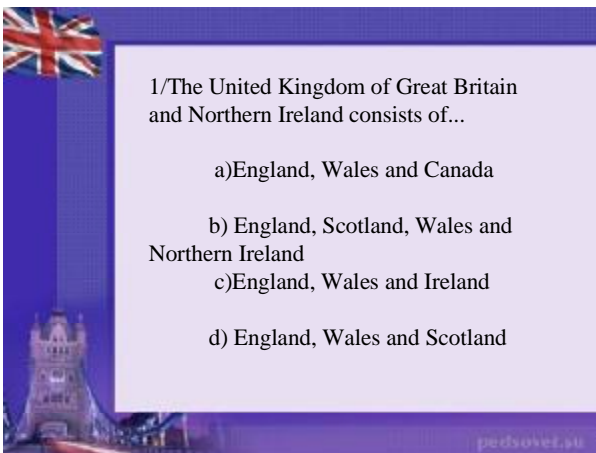 1/The United Kingdom of Great Britain
and Northern Ireland consists of...
a)England, Wales and Canada
b) England, Scotland, Wales and
Northern Ireland
c)England, Wales and Ireland
d) England, Wales and Scotland
pedsovet.su